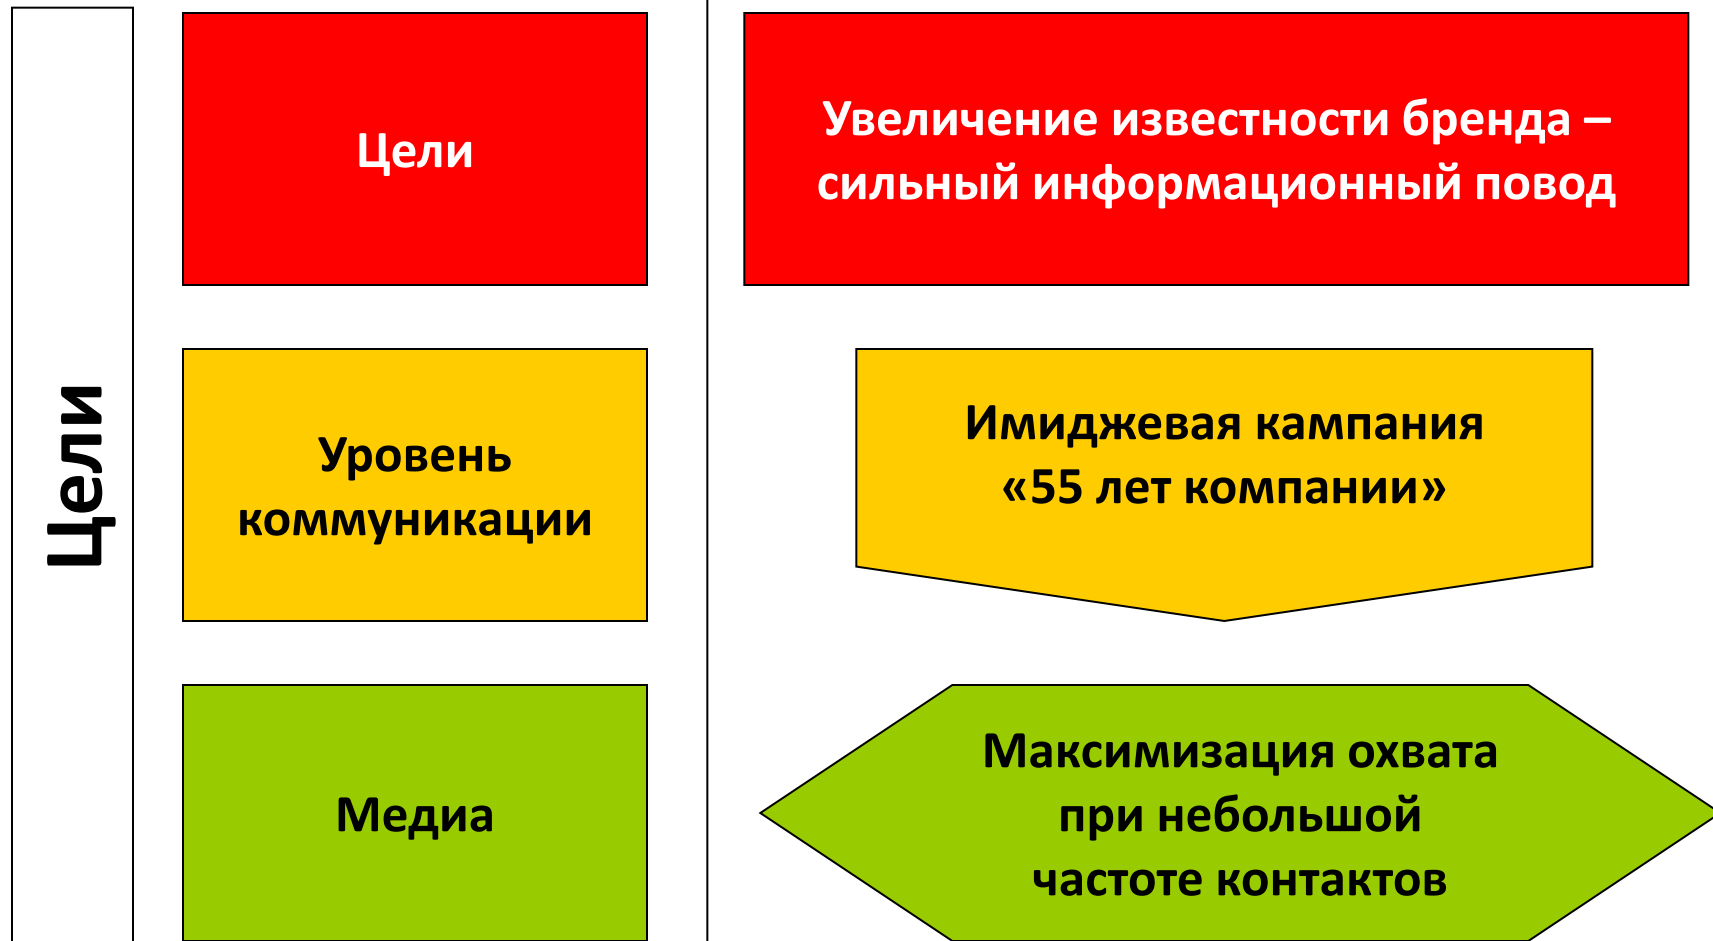 Цели
Цели
Увеличение известности бренда –
сильный информационный повод
Уровень
коммуникации
Имиджевая кампания
«55 лет компании»
Медиа
Максимизация охвата
при небольшой
частоте контактов